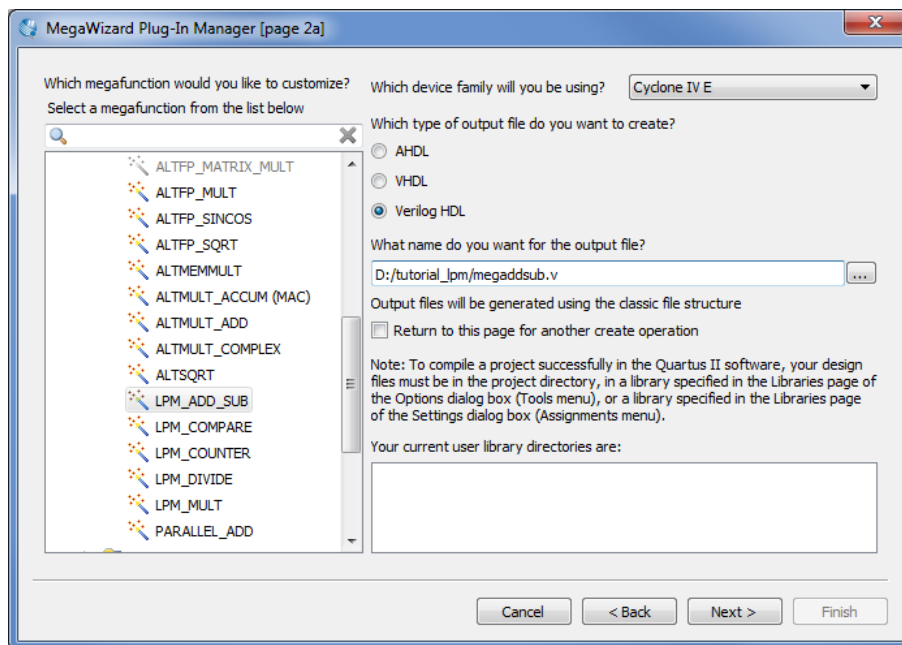 MegaWizard Plug-In Manager [page 2a]
Which megafunction would you like to customize?
Select a megafunction from the list below
ALTFP_MATRIX_MULT
ALTFP_MULT
ALTFP_SINCOS
ALTFP_SQRT
ALTMEMMULT
ALTMULT_ACCUM (MAC)
ALTMULT_ADD
ALTMULT_COMPLEX
ALTSQRT
LPM_ADD_SUB
LPM_COMPARE
LPM_COUNTER
LPM_DIVIDE
LPM_MULT
PARALLEL_ADD
Which device family will you be using?
Cyclone IV E
Which type of output file do you want to create?
AHDL
VHDL
Verilog HDL
What name do you want for the output file?
D:/tutorial_lpm/megaddsub.v
...
Output files will be generated using the classic file structure
Return to this page for another create operation
Note: To compile a project successfully in the Quartus II software, your design
files must be in the project directory, in a library specified in the Libraries page of
the Options dialog box (Tools menu), or a library specified in the Libraries page
of the Settings dialog box (Assignments menu).
Your current user library directories are:
Cancel
< Back
Next >
Finish